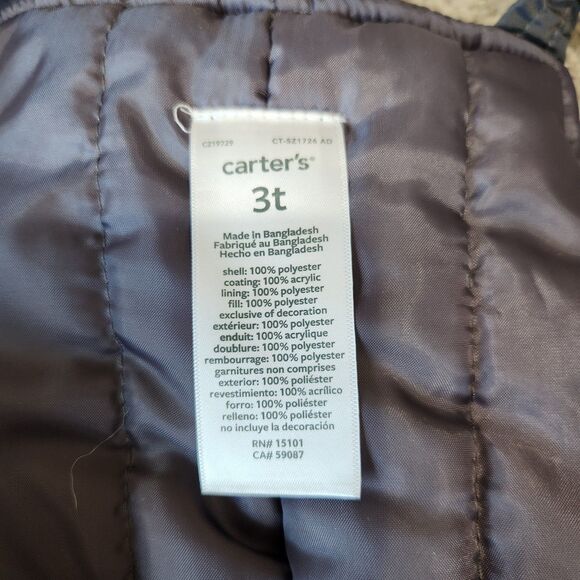 CZ19729 CT-SZ1726 AD
carter's®
3t
Made in Bangladesh
Fabriqué au Bangladesh
Hecho en Bangladesh
shell: 100% polyester
coating: 100% acrylic
lining: 100% polyester
fill: 100% polyester
exclusive of decoration
extérieur: 100% polyester
enduit: 100% acrylique
doublure: 100% polyester
rembourrage: 100% polyester
garnitures non comprises
exterior: 100% poliéster
revestimiento: 100% acrílico
forro: 100% poliéster
relleno: 100% poliéster
no incluye la decoración
RN# 15101
CA# 59087